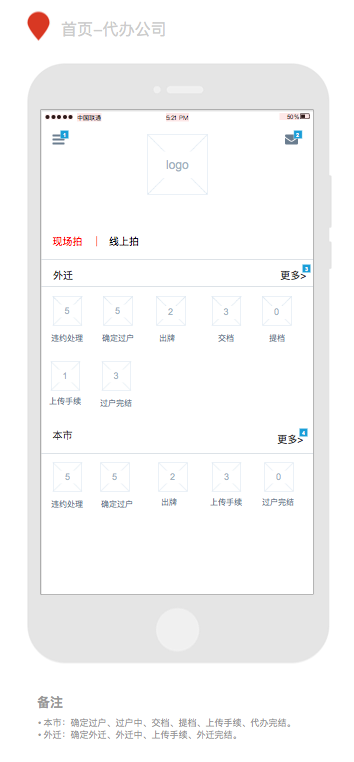 首页-代办公司
中国联通 5:21 PM 50%
1 2
logo
现场拍 | 线上拍
3
外迁 更多>
5 5 2 3 0
违约处理 确定过户 出牌 交档 提档
1 3
上传手续 过户完结
4
本市 更多>
5 5 2 3 0
违约处理 确定过户 出牌 上传手续 过户完结
备注
• 本市：确定过户、过户中、交档、提档、上传手续、代办完结。
• 外迁：确定外迁、外迁中、上传手续、外迁完结。